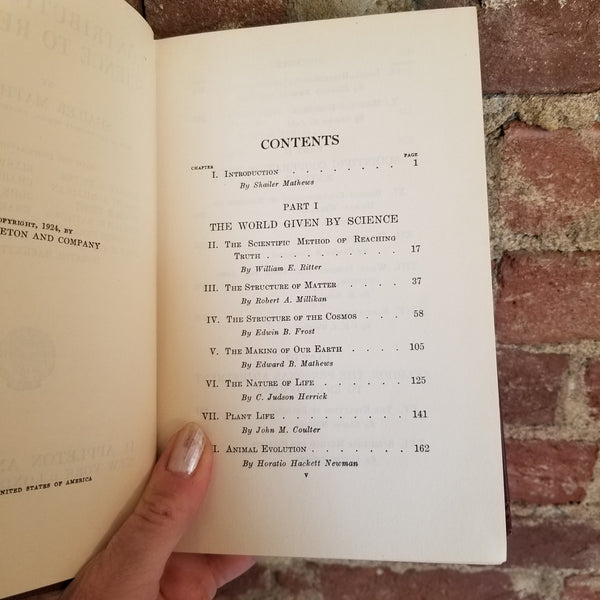 OPYRIGHT, 1924, BY
ETON AND COMPANY
NITED STATES OF AMERICA
CONTENTS
CHAPTER PAGE
I. INTRODUCTION . . . . . . . . 1
By Shailer Mathews
PART I
THE WORLD GIVEN BY SCIENCE
II. THE SCIENTIFIC METHOD OF REACHING
TRUTH . . . . . . . . . . 17
By William E. Ritter
III. THE STRUCTURE OF MATTER . . . . 37
By Robert A. Millikan
IV. THE STRUCTURE OF THE COSMOS . . . 58
By Edwin B. Frost
V. THE MAKING OF OUR EARTH . . . . 105
By Edward B. Mathews
VI. THE NATURE OF LIFE . . . . . . 125
By C. Judson Herrick
VII. PLANT LIFE . . . . . . . . . 141
By John M. Coulter
I. ANIMAL EVOLUTION . . . . . . . 162
By Horatio Hackett Newman
v